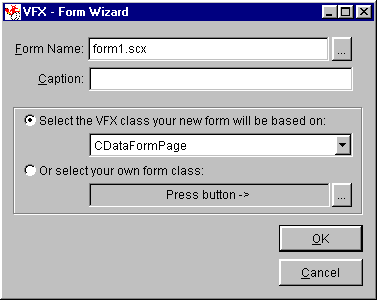 VFX - Form Wizard
Form Name: form1.scx ...
Caption:
Select the VFX class your new form will be based on:
CDataFormPage
Or select your own form class:
Press button -> ...
OK
Cancel